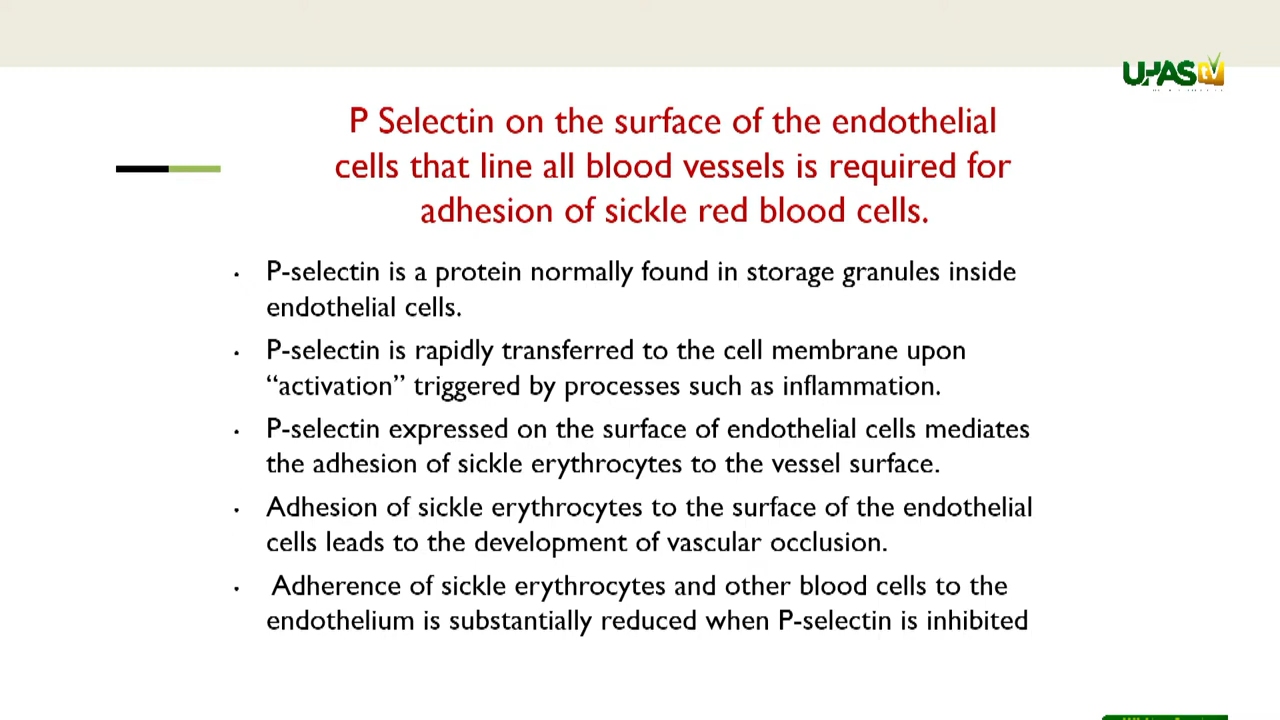 UHAS tv
P Selectin on the surface of the endothelial
cells that line all blood vessels is required for
adhesion of sickle red blood cells.
• P-selectin is a protein normally found in storage granules inside
endothelial cells.
• P-selectin is rapidly transferred to the cell membrane upon
“activation” triggered by processes such as inflammation.
• P-selectin expressed on the surface of endothelial cells mediates
the adhesion of sickle erythrocytes to the vessel surface.
• Adhesion of sickle erythrocytes to the surface of the endothelial
cells leads to the development of vascular occlusion.
• Adherence of sickle erythrocytes and other blood cells to the
endothelium is substantially reduced when P-selectin is inhibited